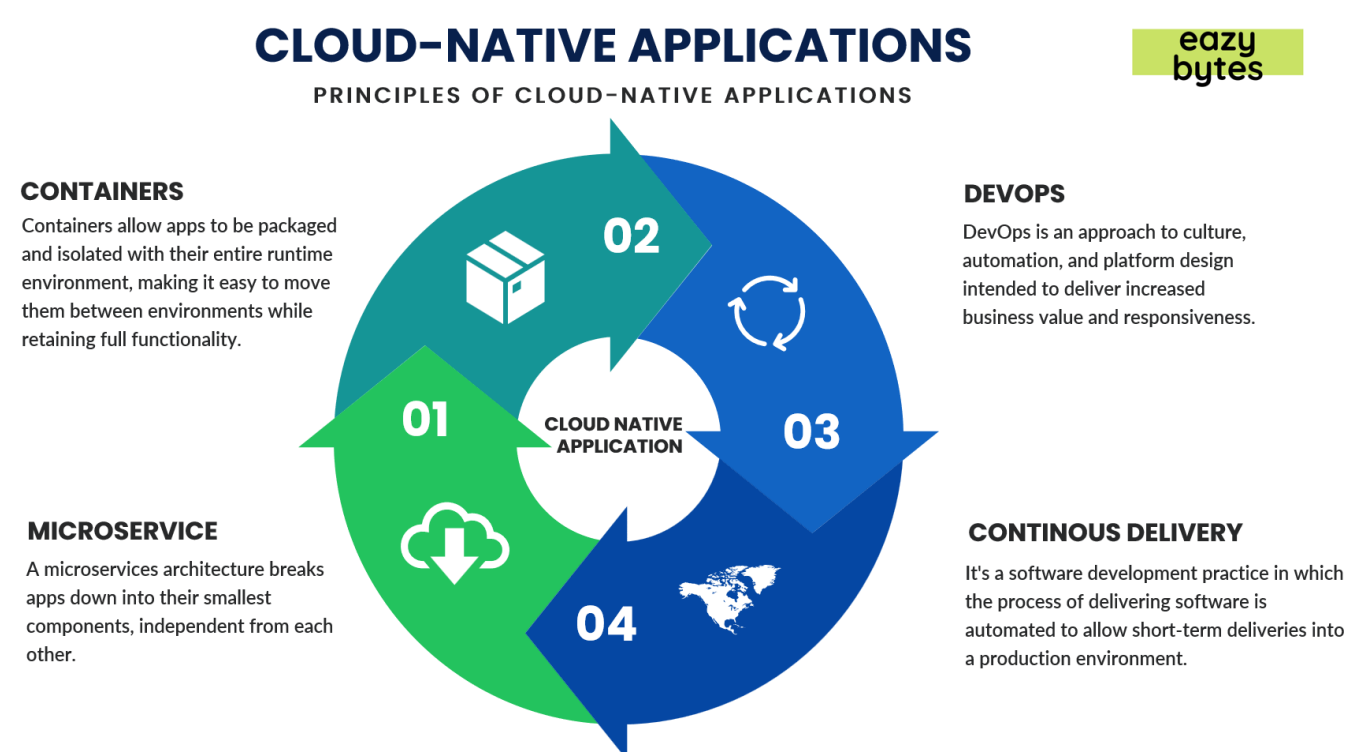 CLOUD-NATIVE APPLICATIONS
PRINCIPLES OF CLOUD-NATIVE APPLICATIONS
eazy
bytes
CONTAINERS
Containers allow apps to be packaged
and isolated with their entire runtime
environment, making it easy to move
them between environments while
retaining full functionality.
DEVOPS
DevOps is an approach to culture,
automation, and platform design
intended to deliver increased
business value and responsiveness.
02
01
03
04
CLOUD NATIVE
APPLICATION
MICROSERVICE
A microservices architecture breaks
apps down into their smallest
components, independent from each
other.
CONTINOUS DELIVERY
It's a software development practice in which
the process of delivering software is
automated to allow short-term deliveries into
a production environment.